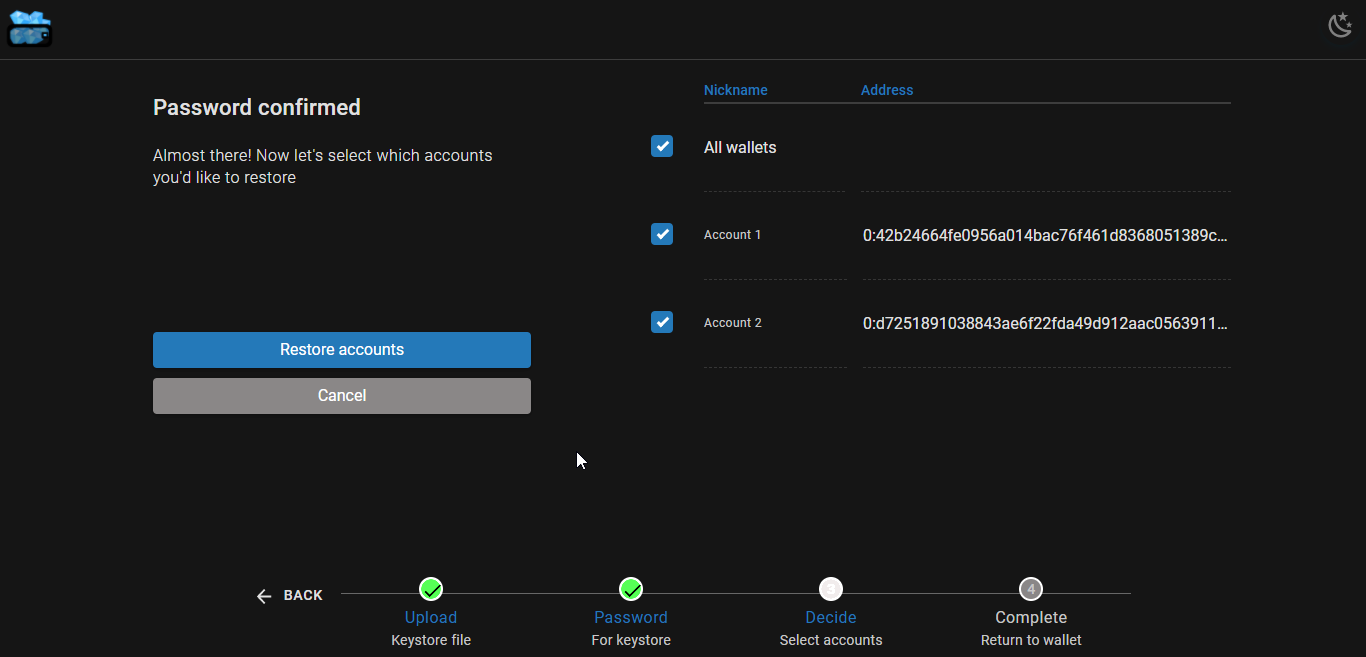 Nickname Address
Password confirmed
Almost there! Now let's select which accounts
you'd like to restore
All wallets
Account 1 0:42b24664fe0956a014bac76f461d8368051389c...
Account 2 0:d7251891038843ae6f22fda49d912aac0563911...
Restore accounts
Cancel
BACK
3
4
Upload Password Decide Complete
Keystore file For keystore Select accounts Return to wallet